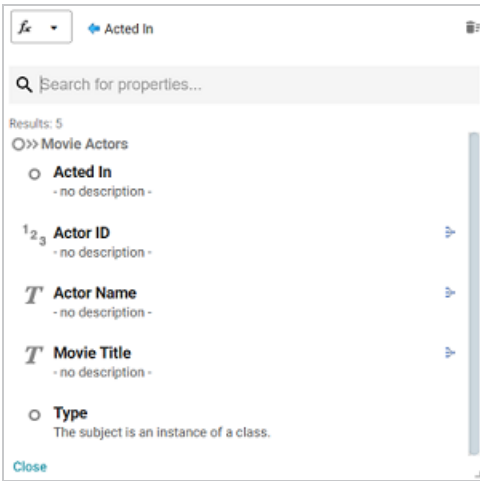 fx Acted In
Search for properties...
Results: 5
Movie Actors
Acted In
- no description -
123 Actor ID
- no description -
T Actor Name
- no description -
T Movie Title
- no description -
Type
The subject is an instance of a class.
Close